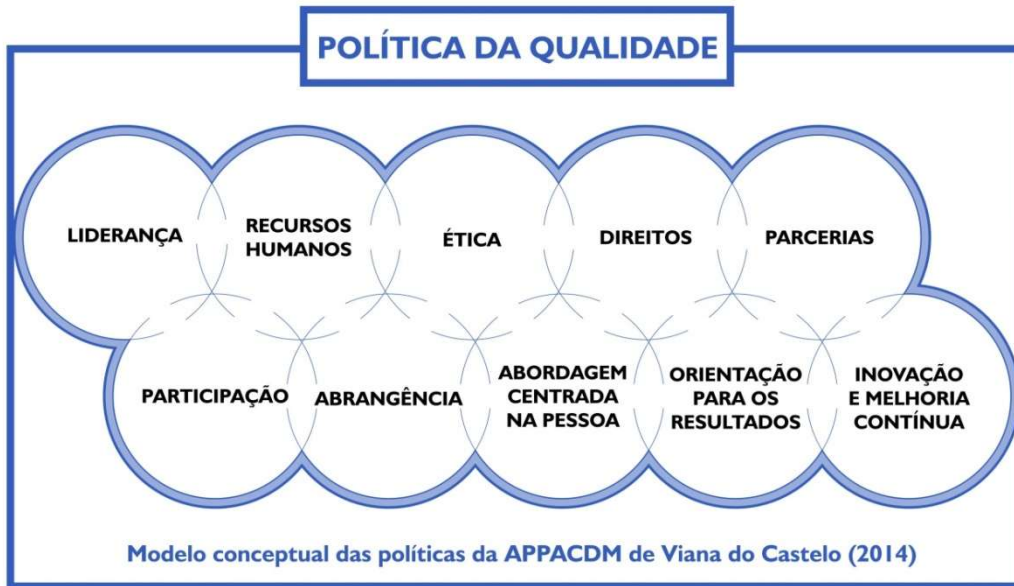 POLÍTICA DA QUALIDADE
LIDERANÇA
RECURSOS
HUMANOS
ÉTICA
DIREITOS
PARCERIAS
PARTICIPAÇÃO
ABRANGÊNCIA
ABORDAGEM
CENTRADA
NA PESSOA
ORIENTAÇÃO
PARA OS
RESULTADOS
INOVAÇÃO
E MELHORIA
CONTÍNUA
Modelo conceptual das políticas da APPACDM de Viana do Castelo (2014)